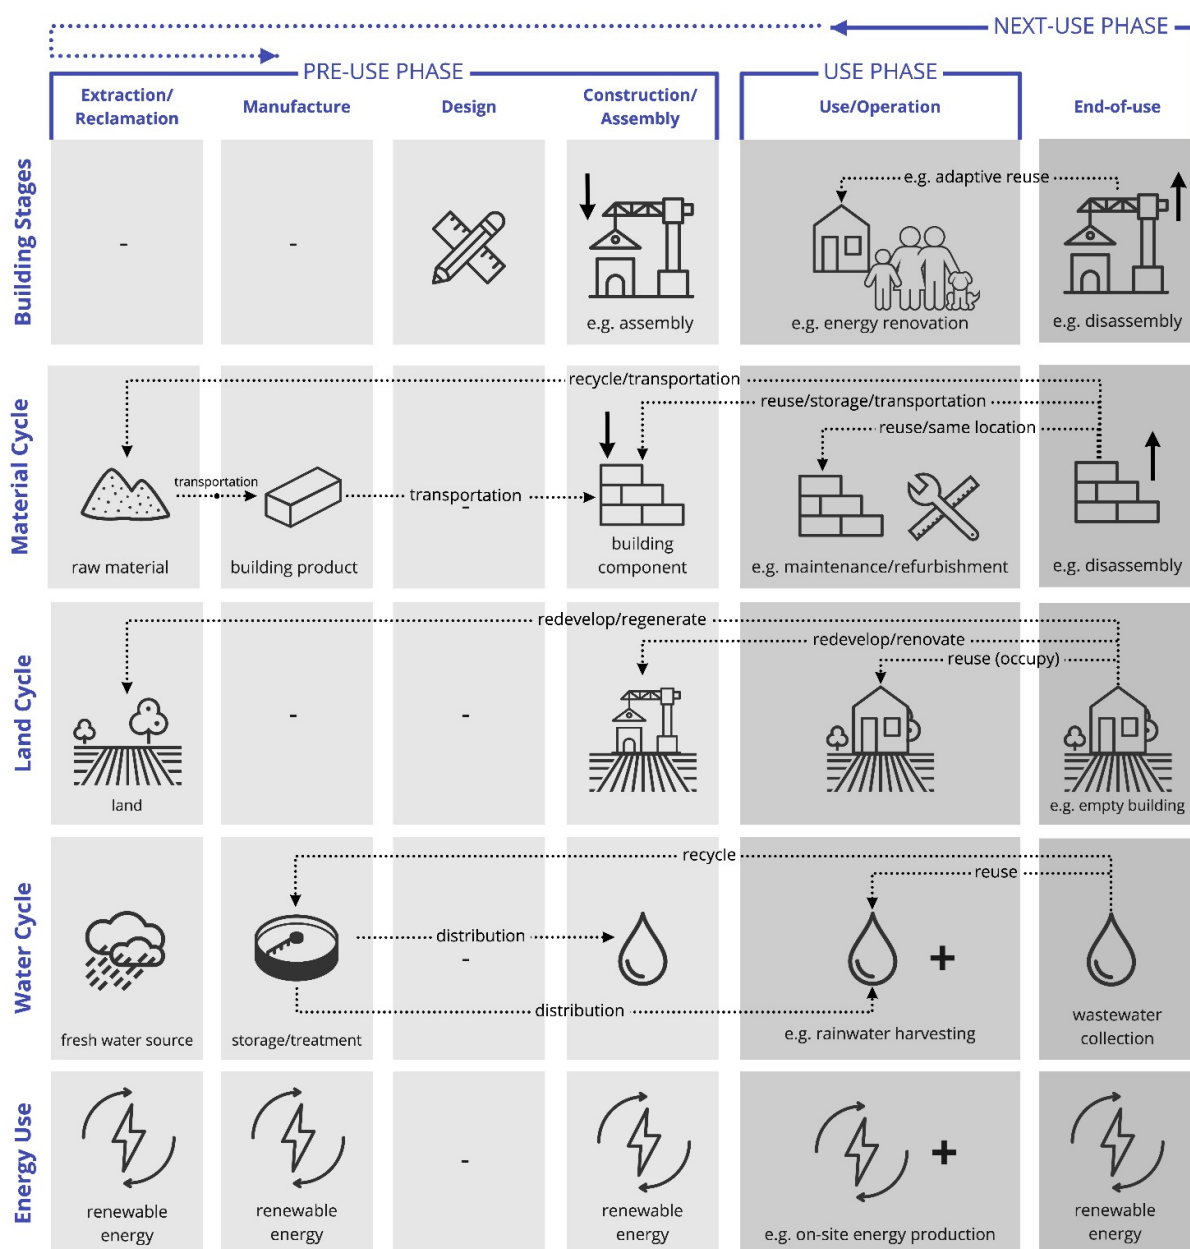 NEXT-USE PHASE
PRE-USE PHASE
USE PHASE
Extraction/
Reclamation
Manufacture
Design
Construction/
Assembly
Use/Operation
End-of-use
Building Stages
-
-
e.g. assembly
e.g. adaptive reuse
e.g. energy renovation
e.g. disassembly
Material Cycle
recycle/transportation
reuse/storage/transportation
reuse/same location
transportation
transportation
-
raw material
building product
building
component
e.g. maintenance/refurbishment
e.g. disassembly
Land Cycle
redevelop/regenerate
redevelop/renovate
reuse (occupy)
-
-
land
e.g. empty building
Water Cycle
recycle
reuse
distribution
-
+
distribution
fresh water source
storage/treatment
e.g. rainwater harvesting
wastewater
collection
Energy Use
-
+
renewable
energy
renewable
energy
renewable
energy
e.g. on-site energy production
renewable
energy